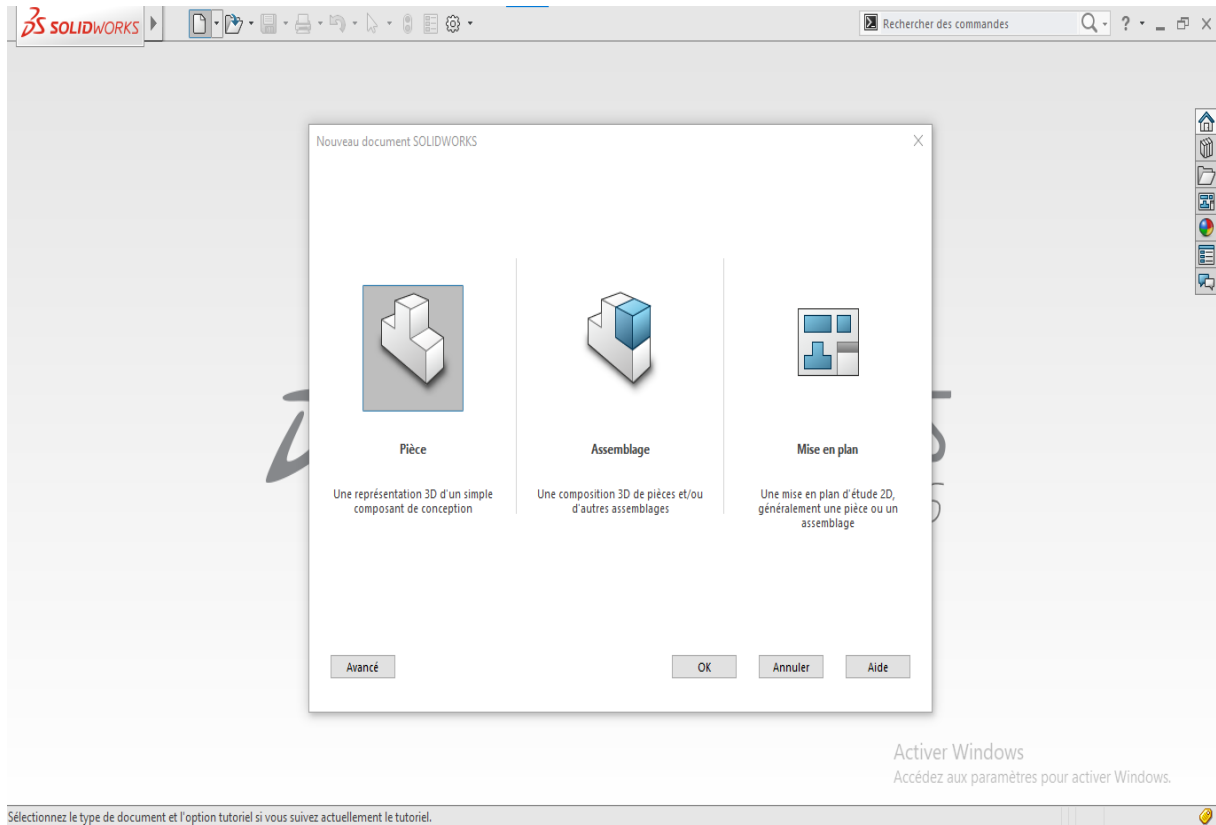 SOLIDWORKS
Rechercher des commandes
?
Nouveau document SOLIDWORKS
Pièce
Une représentation 3D d'un simple
composant de conception
Assemblage
Une composition 3D de pièces et/ou
d'autres assemblages
Mise en plan
Une mise en plan d'étude 2D,
généralement une pièce ou un
assemblage
Avancé
OK
Annuler
Aide
Activer Windows
Accédez aux paramètres pour activer Windows.
Sélectionnez le type de document et l'option tutoriel si vous suivez actuellement le tutoriel.